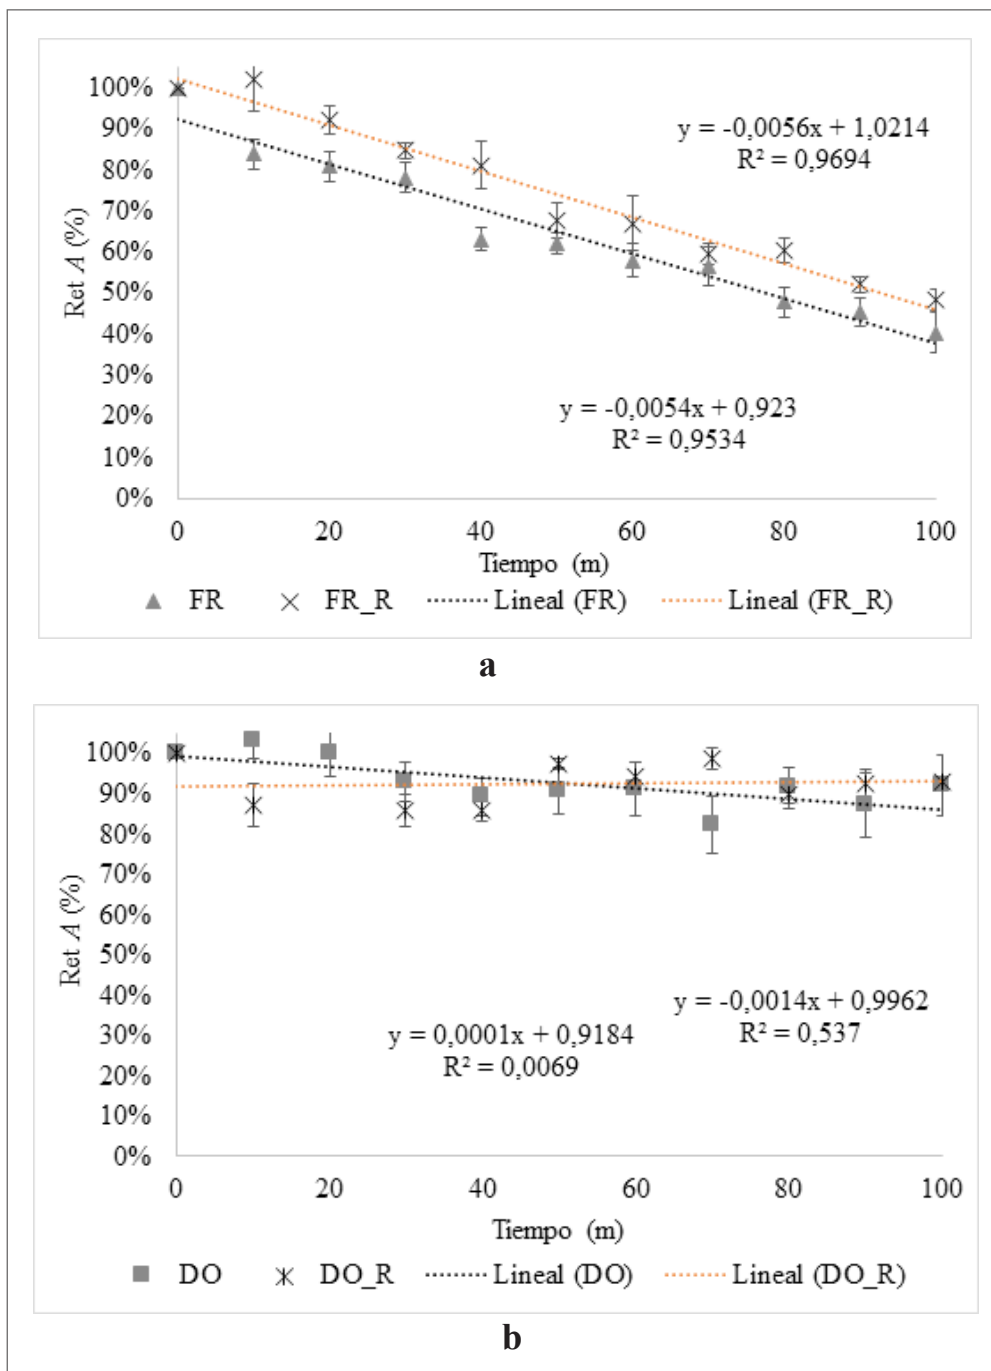 100%
90%
80%
70%
60%
50%
40%
30%
20%
10%
0%
Ret A (%)
y = -0,0056x + 1,0214
R² = 0,9694
y = -0,0054x + 0,923
R² = 0,9534
0 20 40 60 80 100
Tiempo (m)
FR FR_R Lineal (FR) Lineal (FR_R)
a
100%
90%
80%
70%
60%
50%
40%
30%
20%
10%
0%
Ret A (%)
y = -0,0014x + 0,9962
R² = 0,537
y = 0,0001x + 0,9184
R² = 0,0069
0 20 40 60 80 100
Tiempo (m)
DO DO_R Lineal (DO) Lineal (DO_R)
b